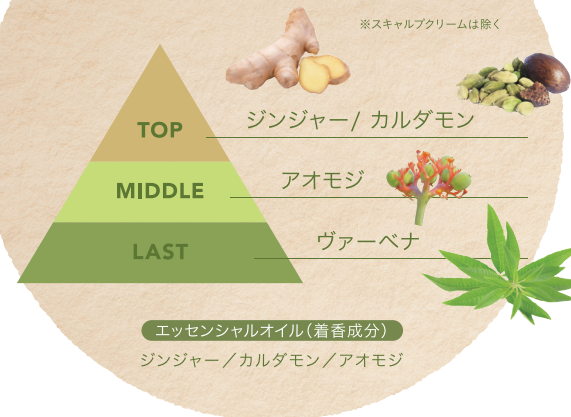 ※スキャルプクリームは除く
TOP
ジンジャー/ カルダモン
MIDDLE
アオモジ
LAST
ヴァーベナ
エッセンシャルオイル(着香成分)
ジンジャー／カルダモン／アオモジ